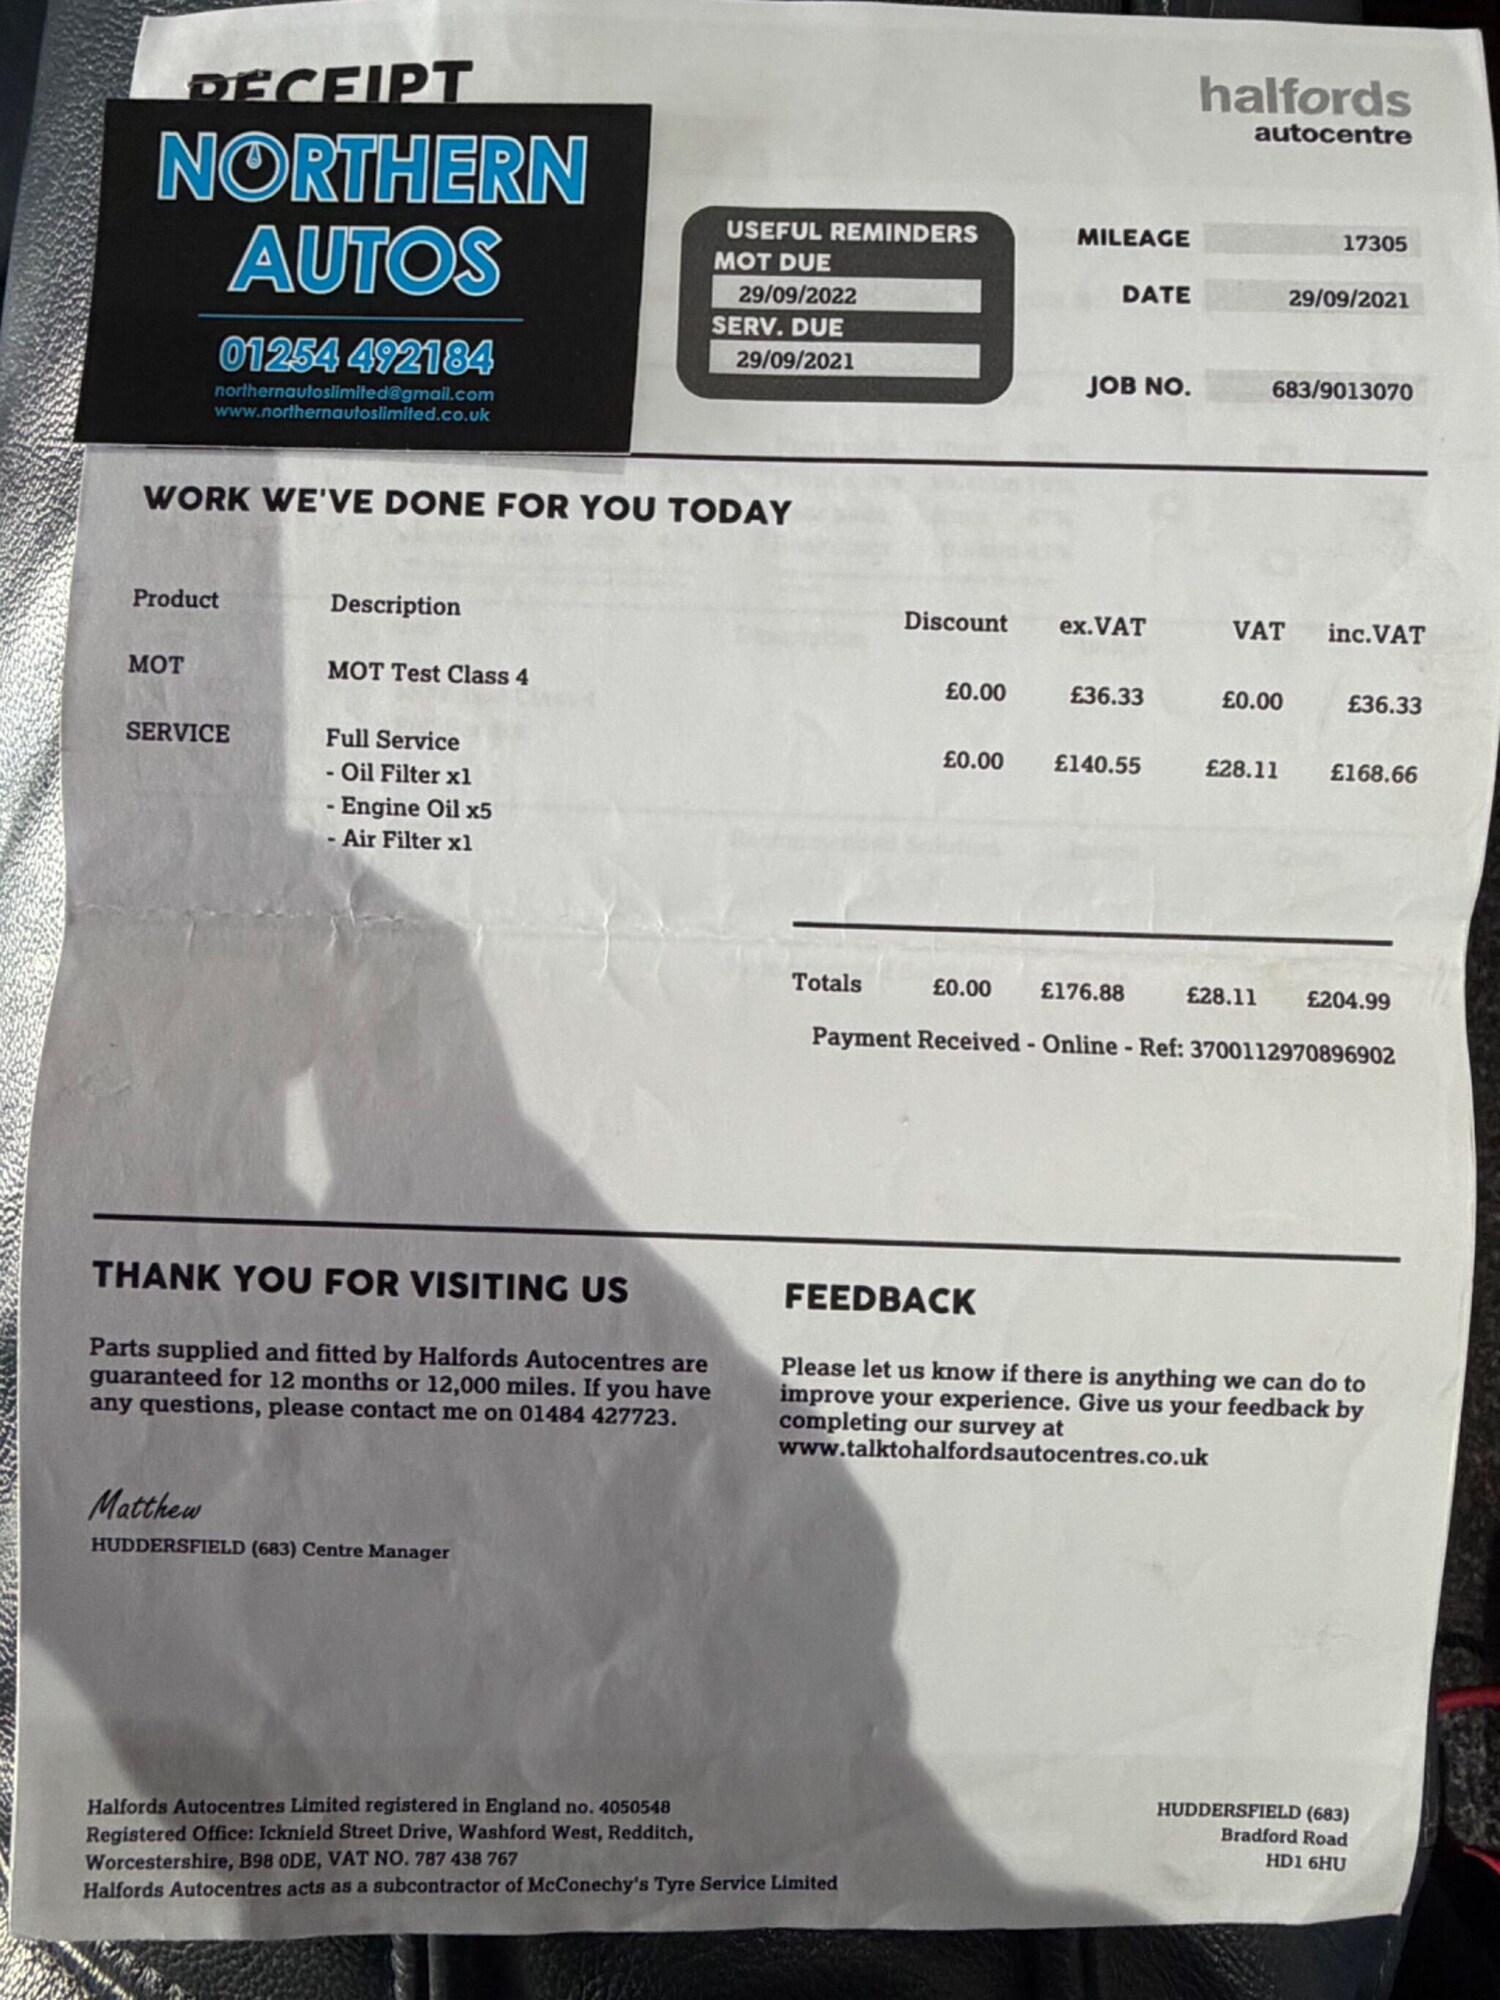 RECEIPT
halfords
autocentre
NORTHERN
AUTOS
01254 492184
northernautoslimited@gmail.com
www.northernautoslimited.co.uk
USEFUL REMINDERS
MOT DUE
29/09/2022
SERV. DUE
29/09/2021
MILEAGE 17305
DATE 29/09/2021
JOB NO. 683/9013070
WORK WE'VE DONE FOR YOU TODAY
Product Description Discount ex.VAT VAT inc.VAT
MOT MOT Test Class 4 £0.00 £36.33 £0.00 £36.33
SERVICE Full Service £0.00 £140.55 £28.11 £168.66
- Oil Filter x1
- Engine Oil x5
- Air Filter x1
Totals £0.00 £176.88 £28.11 £204.99
Payment Received - Online - Ref: 3700112970896902
THANK YOU FOR VISITING US
Parts supplied and fitted by Halfords Autocentres are
guaranteed for 12 months or 12,000 miles. If you have
any questions, please contact me on 01484 427723.
Matthew
HUDDERSFIELD (683) Centre Manager
FEEDBACK
Please let us know if there is anything we can do to
improve your experience. Give us your feedback by
completing our survey at
www.talktohalfordsautocentres.co.uk
Halfords Autocentres Limited registered in England no. 4050548
Registered Office: Icknield Street Drive, Washford West, Redditch,
Worcestershire, B98 0DE, VAT NO. 787 438 767
Halfords Autocentres acts as a subcontractor of McConechy's Tyre Service Limited
HUDDERSFIELD (683)
Bradford Road
HD1 6HU